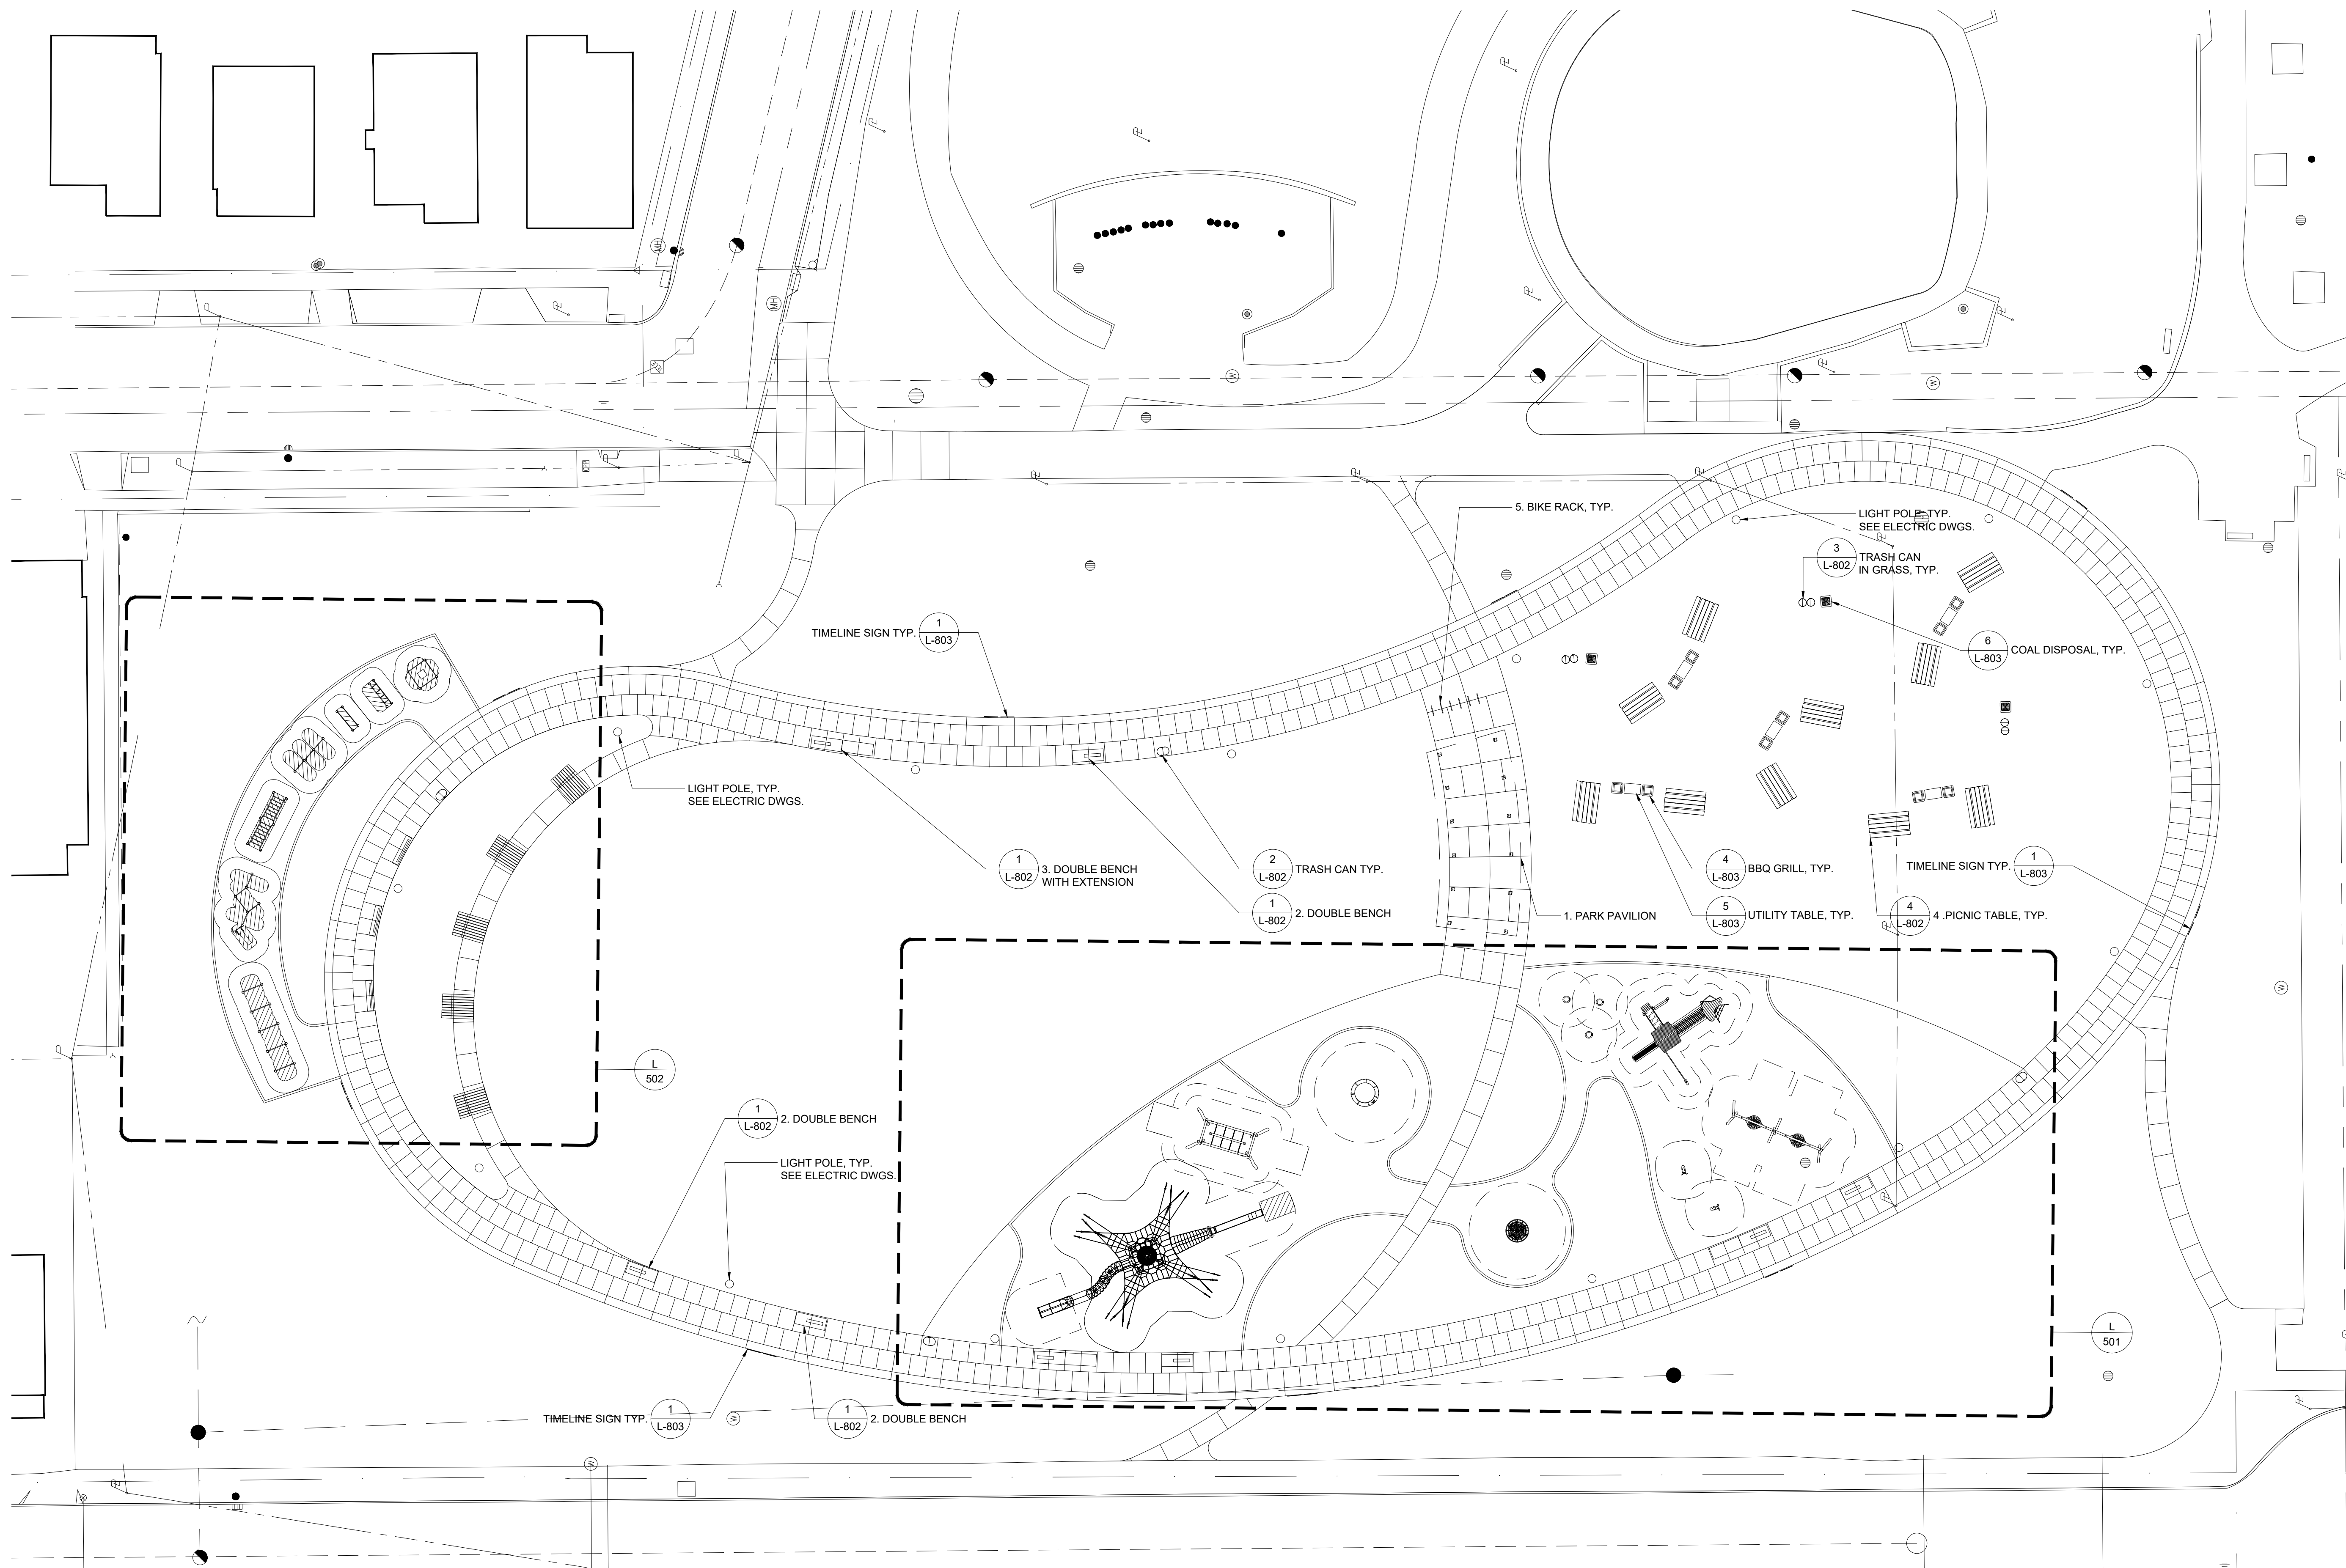 MH
MH
W
W
5. BIKE RACK, TYP.
LIGHT POLE, TYP.
SEE ELECTRIC DWGS.
3
L-802
TRASH CAN
IN GRASS, TYP.
1
L-803
TIMELINE SIGN TYP.
6
L-803
COAL DISPOSAL, TYP.
LIGHT POLE, TYP.
SEE ELECTRIC DWGS.
1
L-802
3. DOUBLE BENCH
WITH EXTENSION
2
L-802
TRASH CAN TYP.
1
L-802
2. DOUBLE BENCH
1. PARK PAVILION
4
L-803
BBQ GRILL, TYP.
5
L-803
UTILITY TABLE, TYP.
TIMELINE SIGN TYP.
1
L-803
4
L-802
4 .PICNIC TABLE, TYP.
W
L
502
1
L-802
2. DOUBLE BENCH
LIGHT POLE, TYP.
SEE ELECTRIC DWGS.
L
501
TIMELINE SIGN TYP.
1
L-803
W
1
L-802
2. DOUBLE BENCH
W